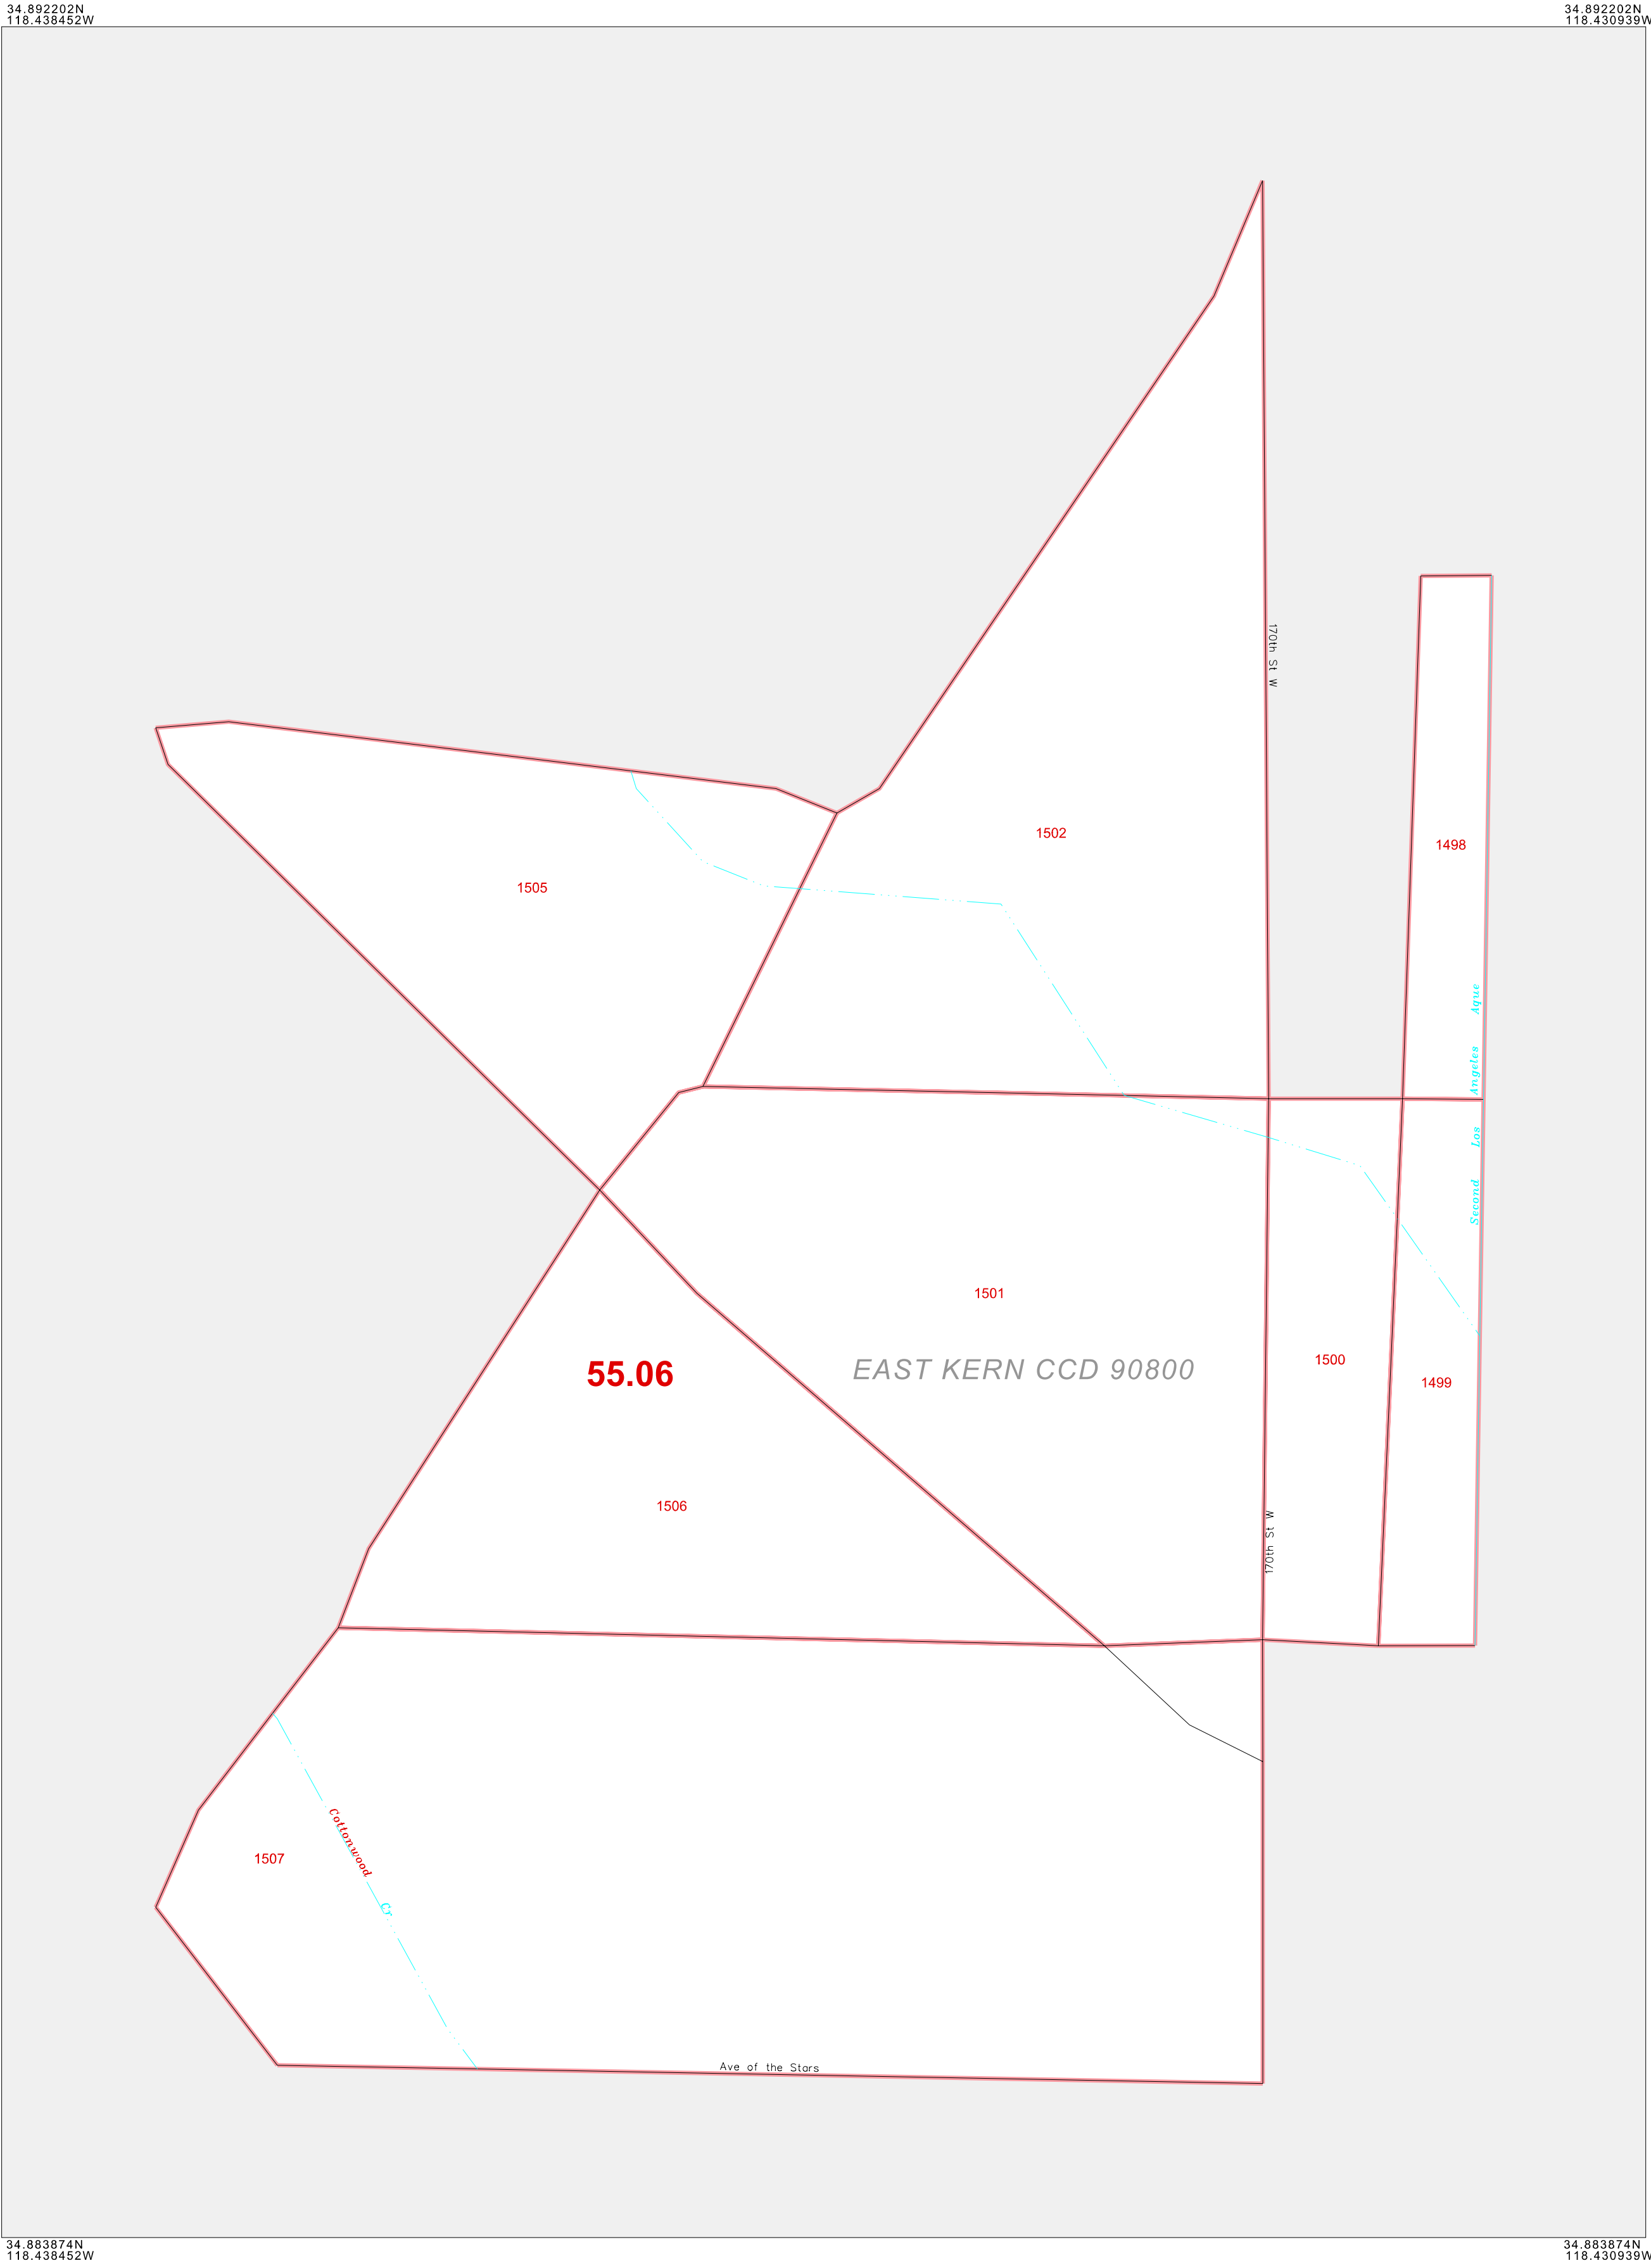 34.892202N
118.438452W
34.892202N
118.430939W
170th St W
1502
1498
1505
Second Los Angeles Aque
1501
1500
55.06
EAST KERN CCD 90800
1499
1506
170th St W
Cottonwood Cr
1507
Ave of the Stars
34.883874N
118.438452W
34.883874N
118.430939W